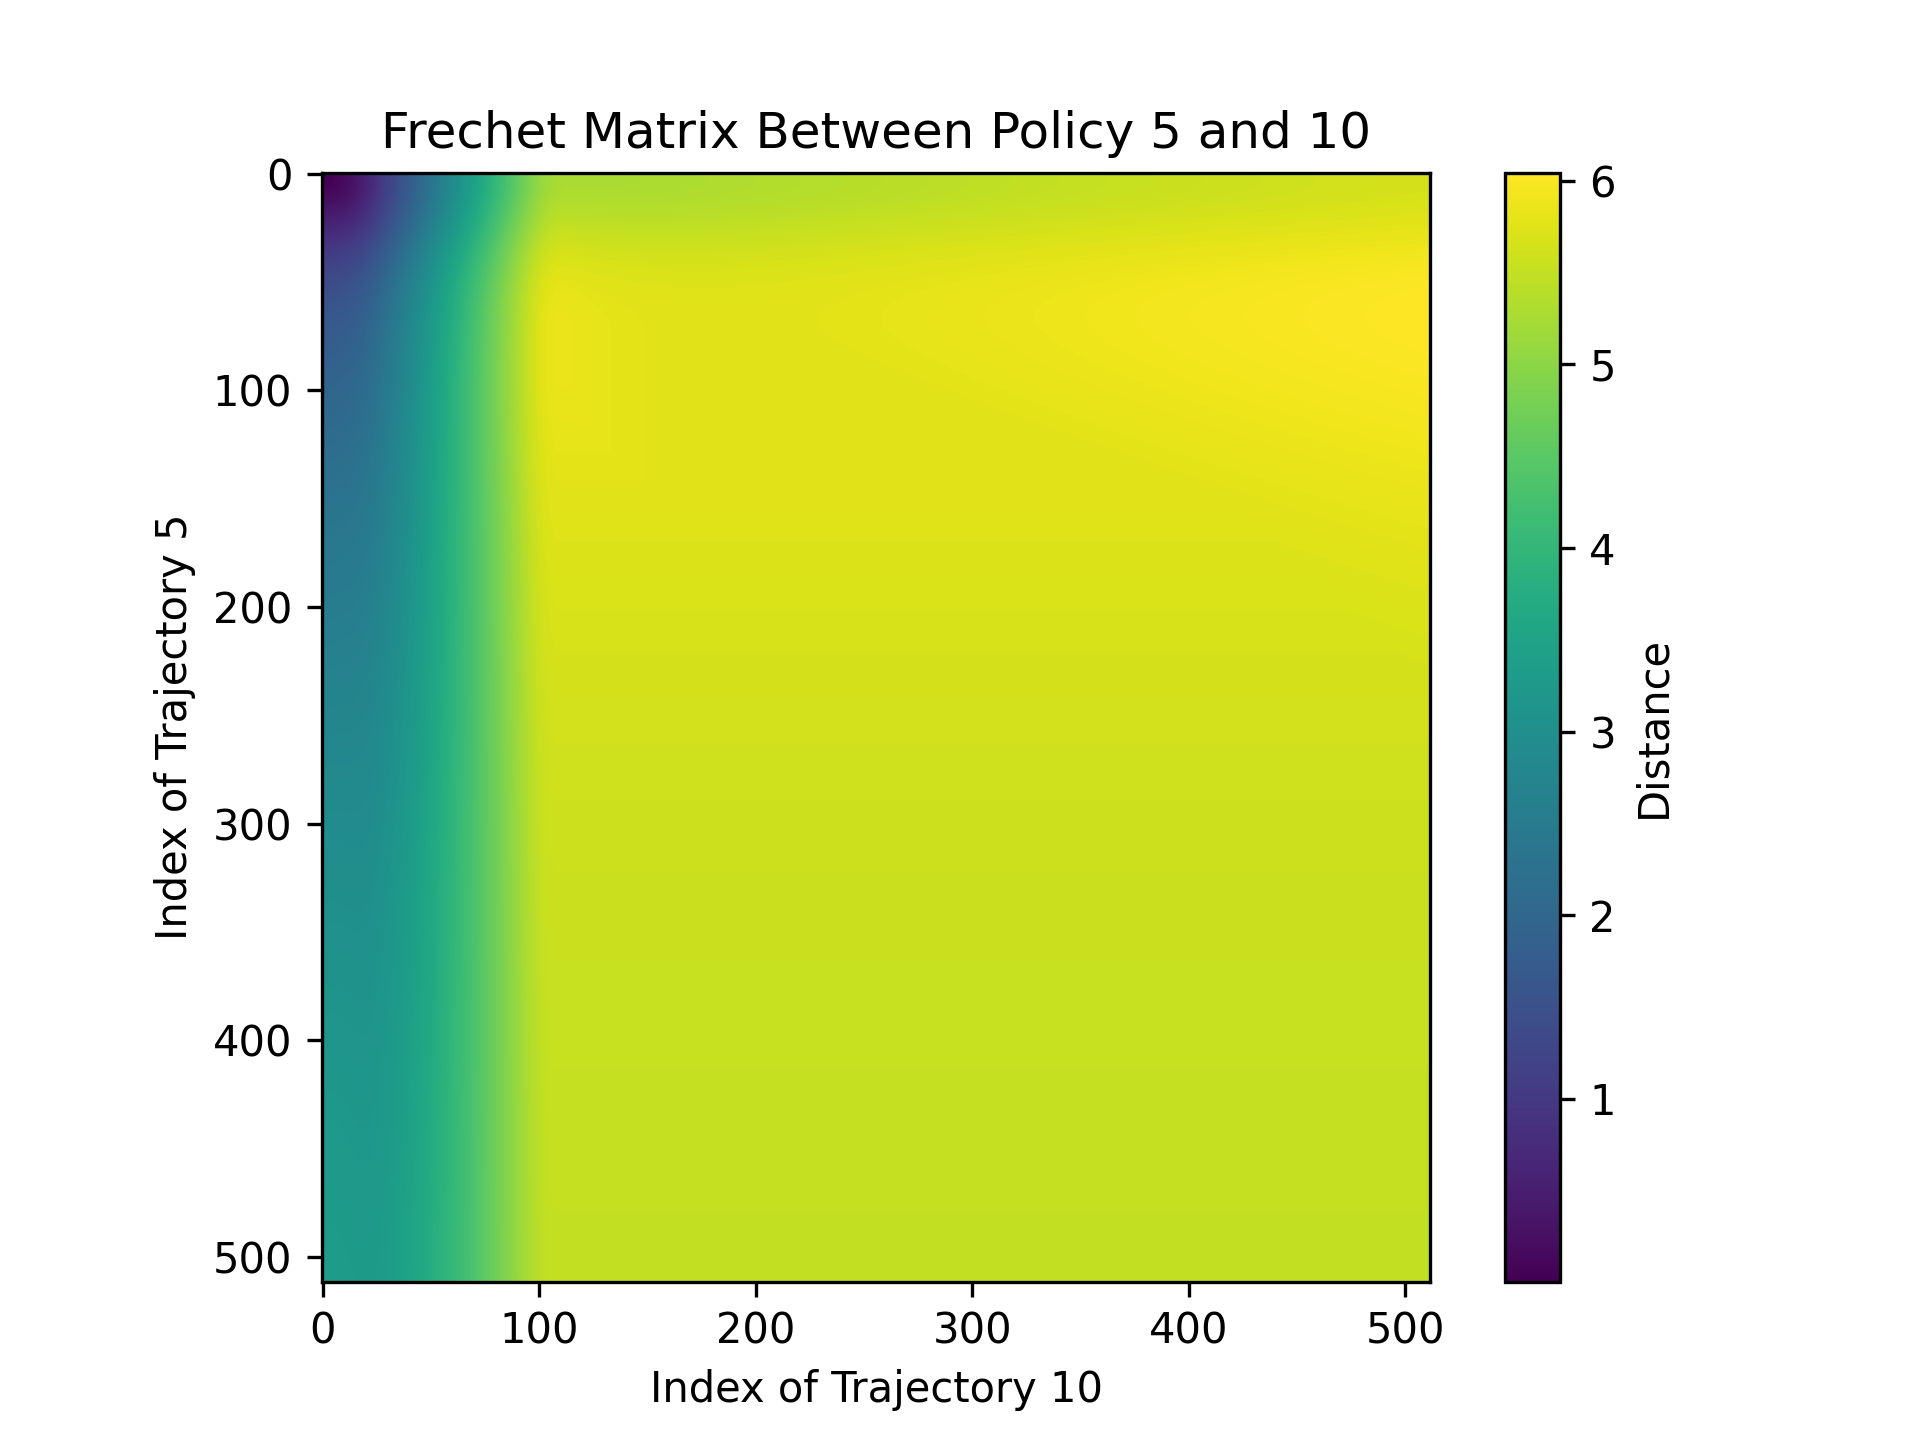 Frechet Matrix Between Policy 5 and 10
0
100
200
300
400
500
Index of Trajectory 5
0 100 200 300 400 500
Index of Trajectory 10
6
5
4
3
2
1
Distance